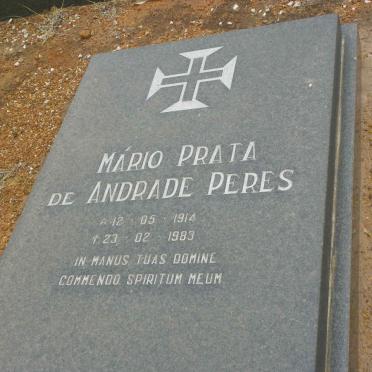 MÁRIO PRATA
DE ANDRADE PERES
* 12 · 05 · 1914
† 23 · 02 · 1983
IN MANUS TUAS DOMINE
COMMENDO SPIRITUM MEUM